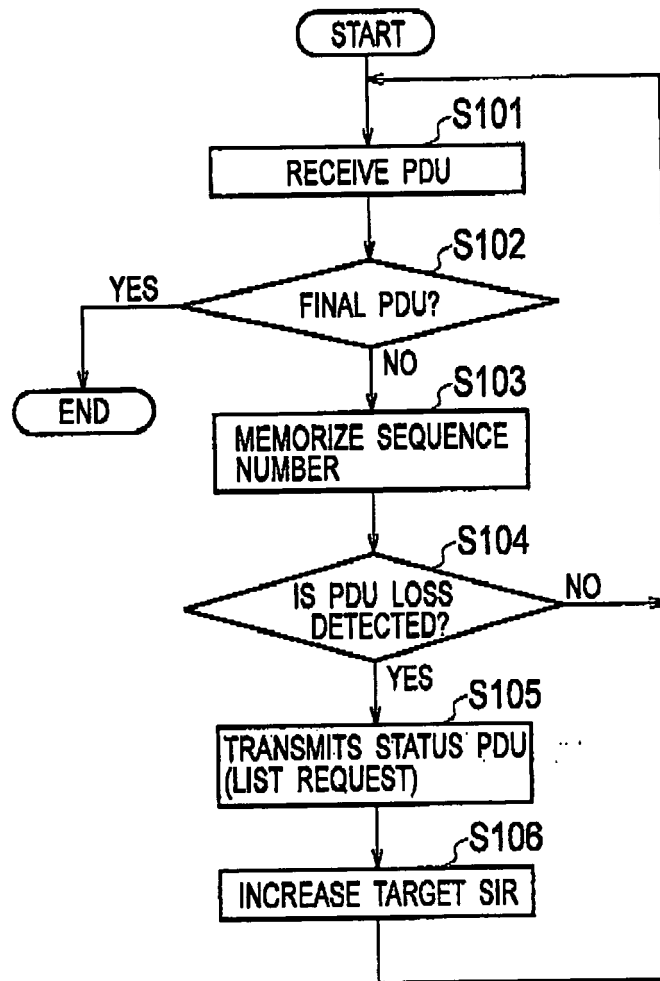 START
S101
RECEIVE PDU
S102
YES
FINAL PDU?
NO
END
S103
MEMORIZE SEQUENCE
NUMBER
S104
IS PDU LOSS
DETECTED?
NO
YES
S105
TRANSMITS STATUS PDU
(LIST REQUEST)
S106
INCREASE TARGET SIR